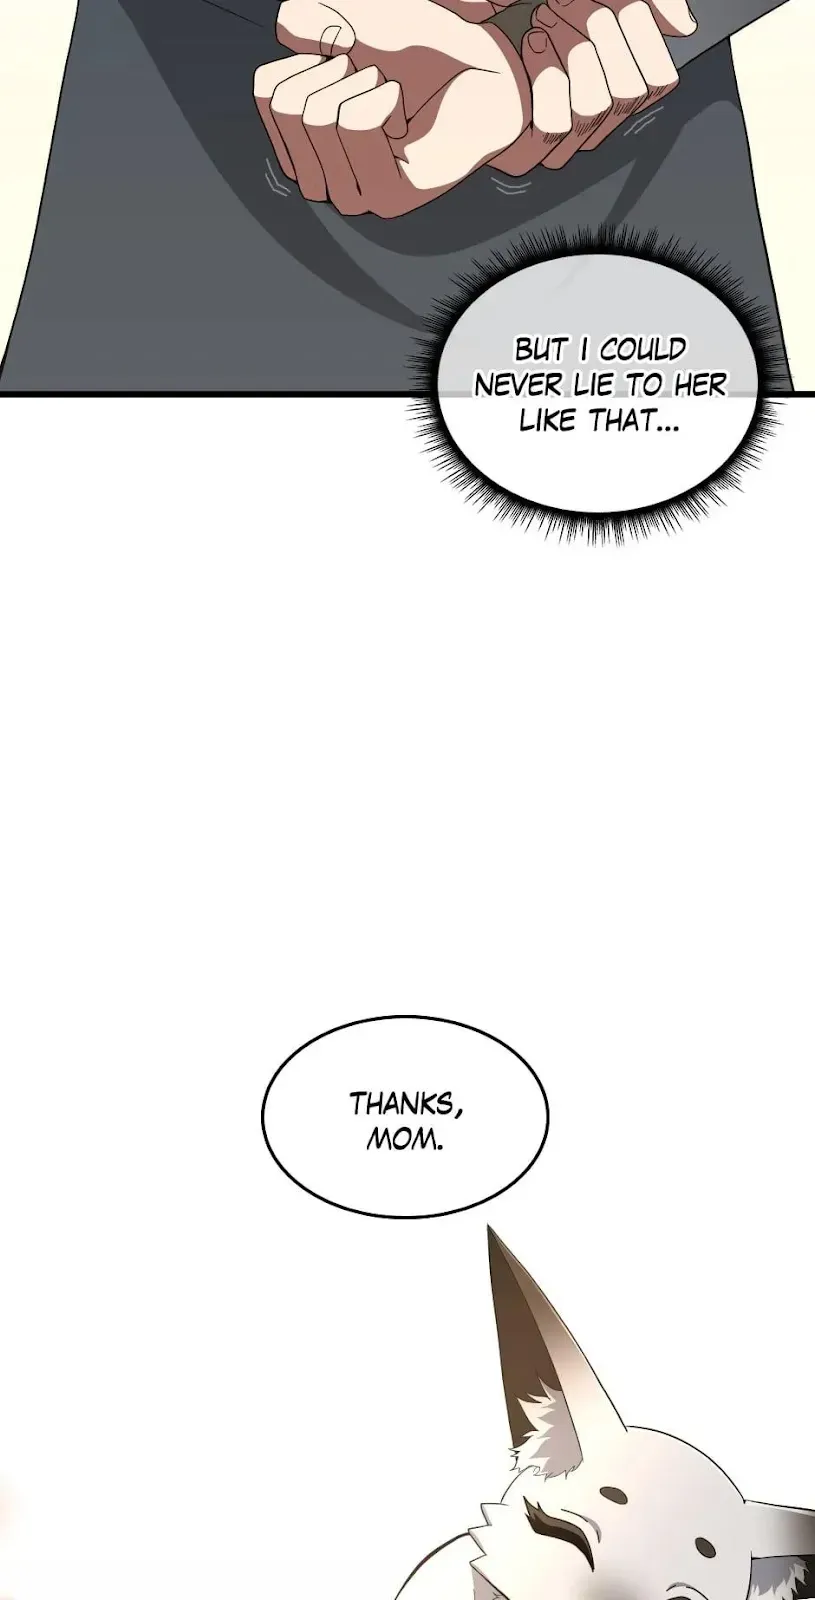 BUT I COULD
NEVER LIE TO HER
LIKE THAT...
THANKS,
MOM.